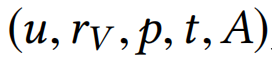 (u, r_V, p, t, A)